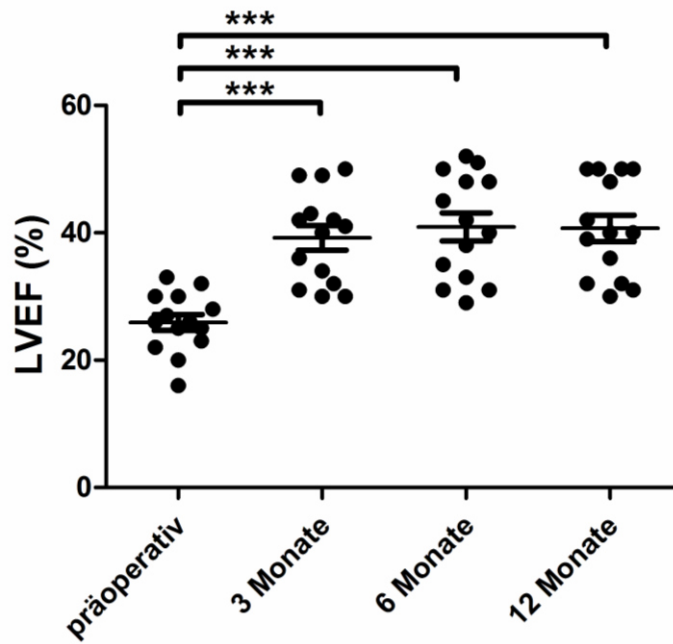 ***
***
***
60
40
20
0
LVEF (%)
präoperativ
3 Monate
6 Monate
12 Monate